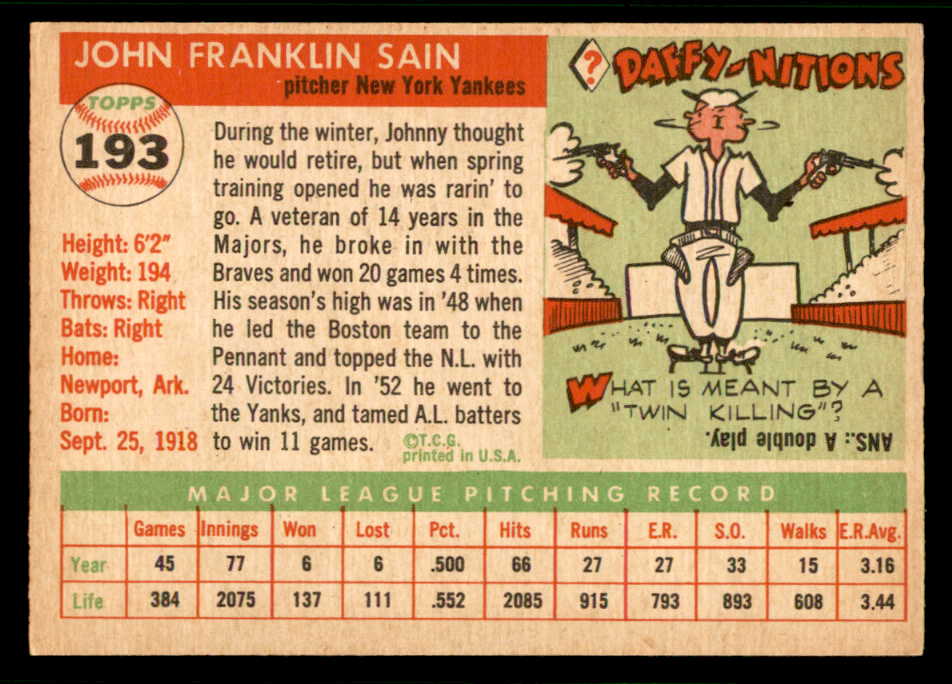 JOHN FRANKLIN SAIN
pitcher New York Yankees
TOPPS
193
Height: 6'2"
Weight: 194
Throws: Right
Bats: Right
Home:
Newport, Ark.
Born:
Sept. 25, 1918
During the winter, Johnny thought
he would retire, but when spring
training opened he was rarin' to
go. A veteran of 14 years in the
Majors, he broke in with the
Braves and won 20 games 4 times.
His season's high was in '48 when
he led the Boston team to the
Pennant and topped the N.L. with
24 Victories. In '52 he went to
the Yanks, and tamed A.L. batters
to win 11 games.
©T.C.G.
printed in U.S.A.
? DAFFY-NITIONS
WHAT IS MEANT BY A
"TWIN KILLING"?
ANS.: A double play.
MAJOR LEAGUE PITCHING RECORD
Games Innings Won Lost Pct. Hits Runs E.R. S.O. Walks E.R.Avg.
Year 45 77 6 6 .500 66 27 27 33 15 3.16
Life 384 2075 137 111 .552 2085 915 793 893 608 3.44